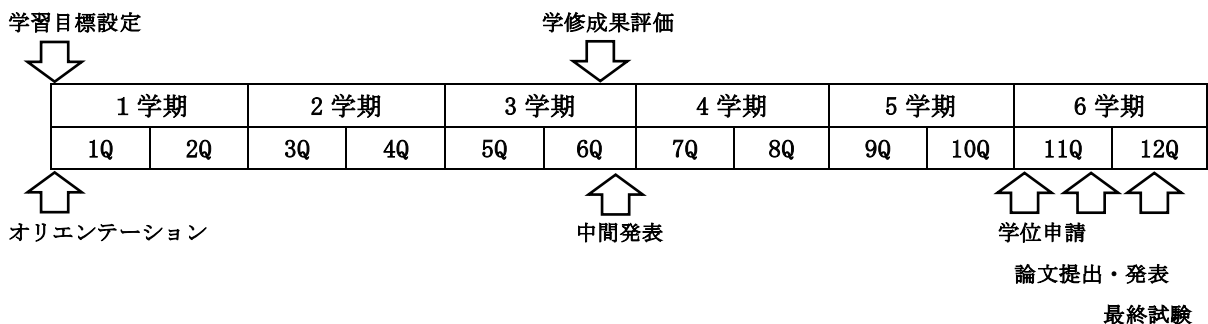 学習目標設定 学修成果評価
1学期 2学期 3学期 4学期 5学期 6学期
1Q 2Q 3Q 4Q 5Q 6Q 7Q 8Q 9Q 10Q 11Q 12Q
オリエンテーション 中間発表 学位申請
論文提出・発表
最終試験